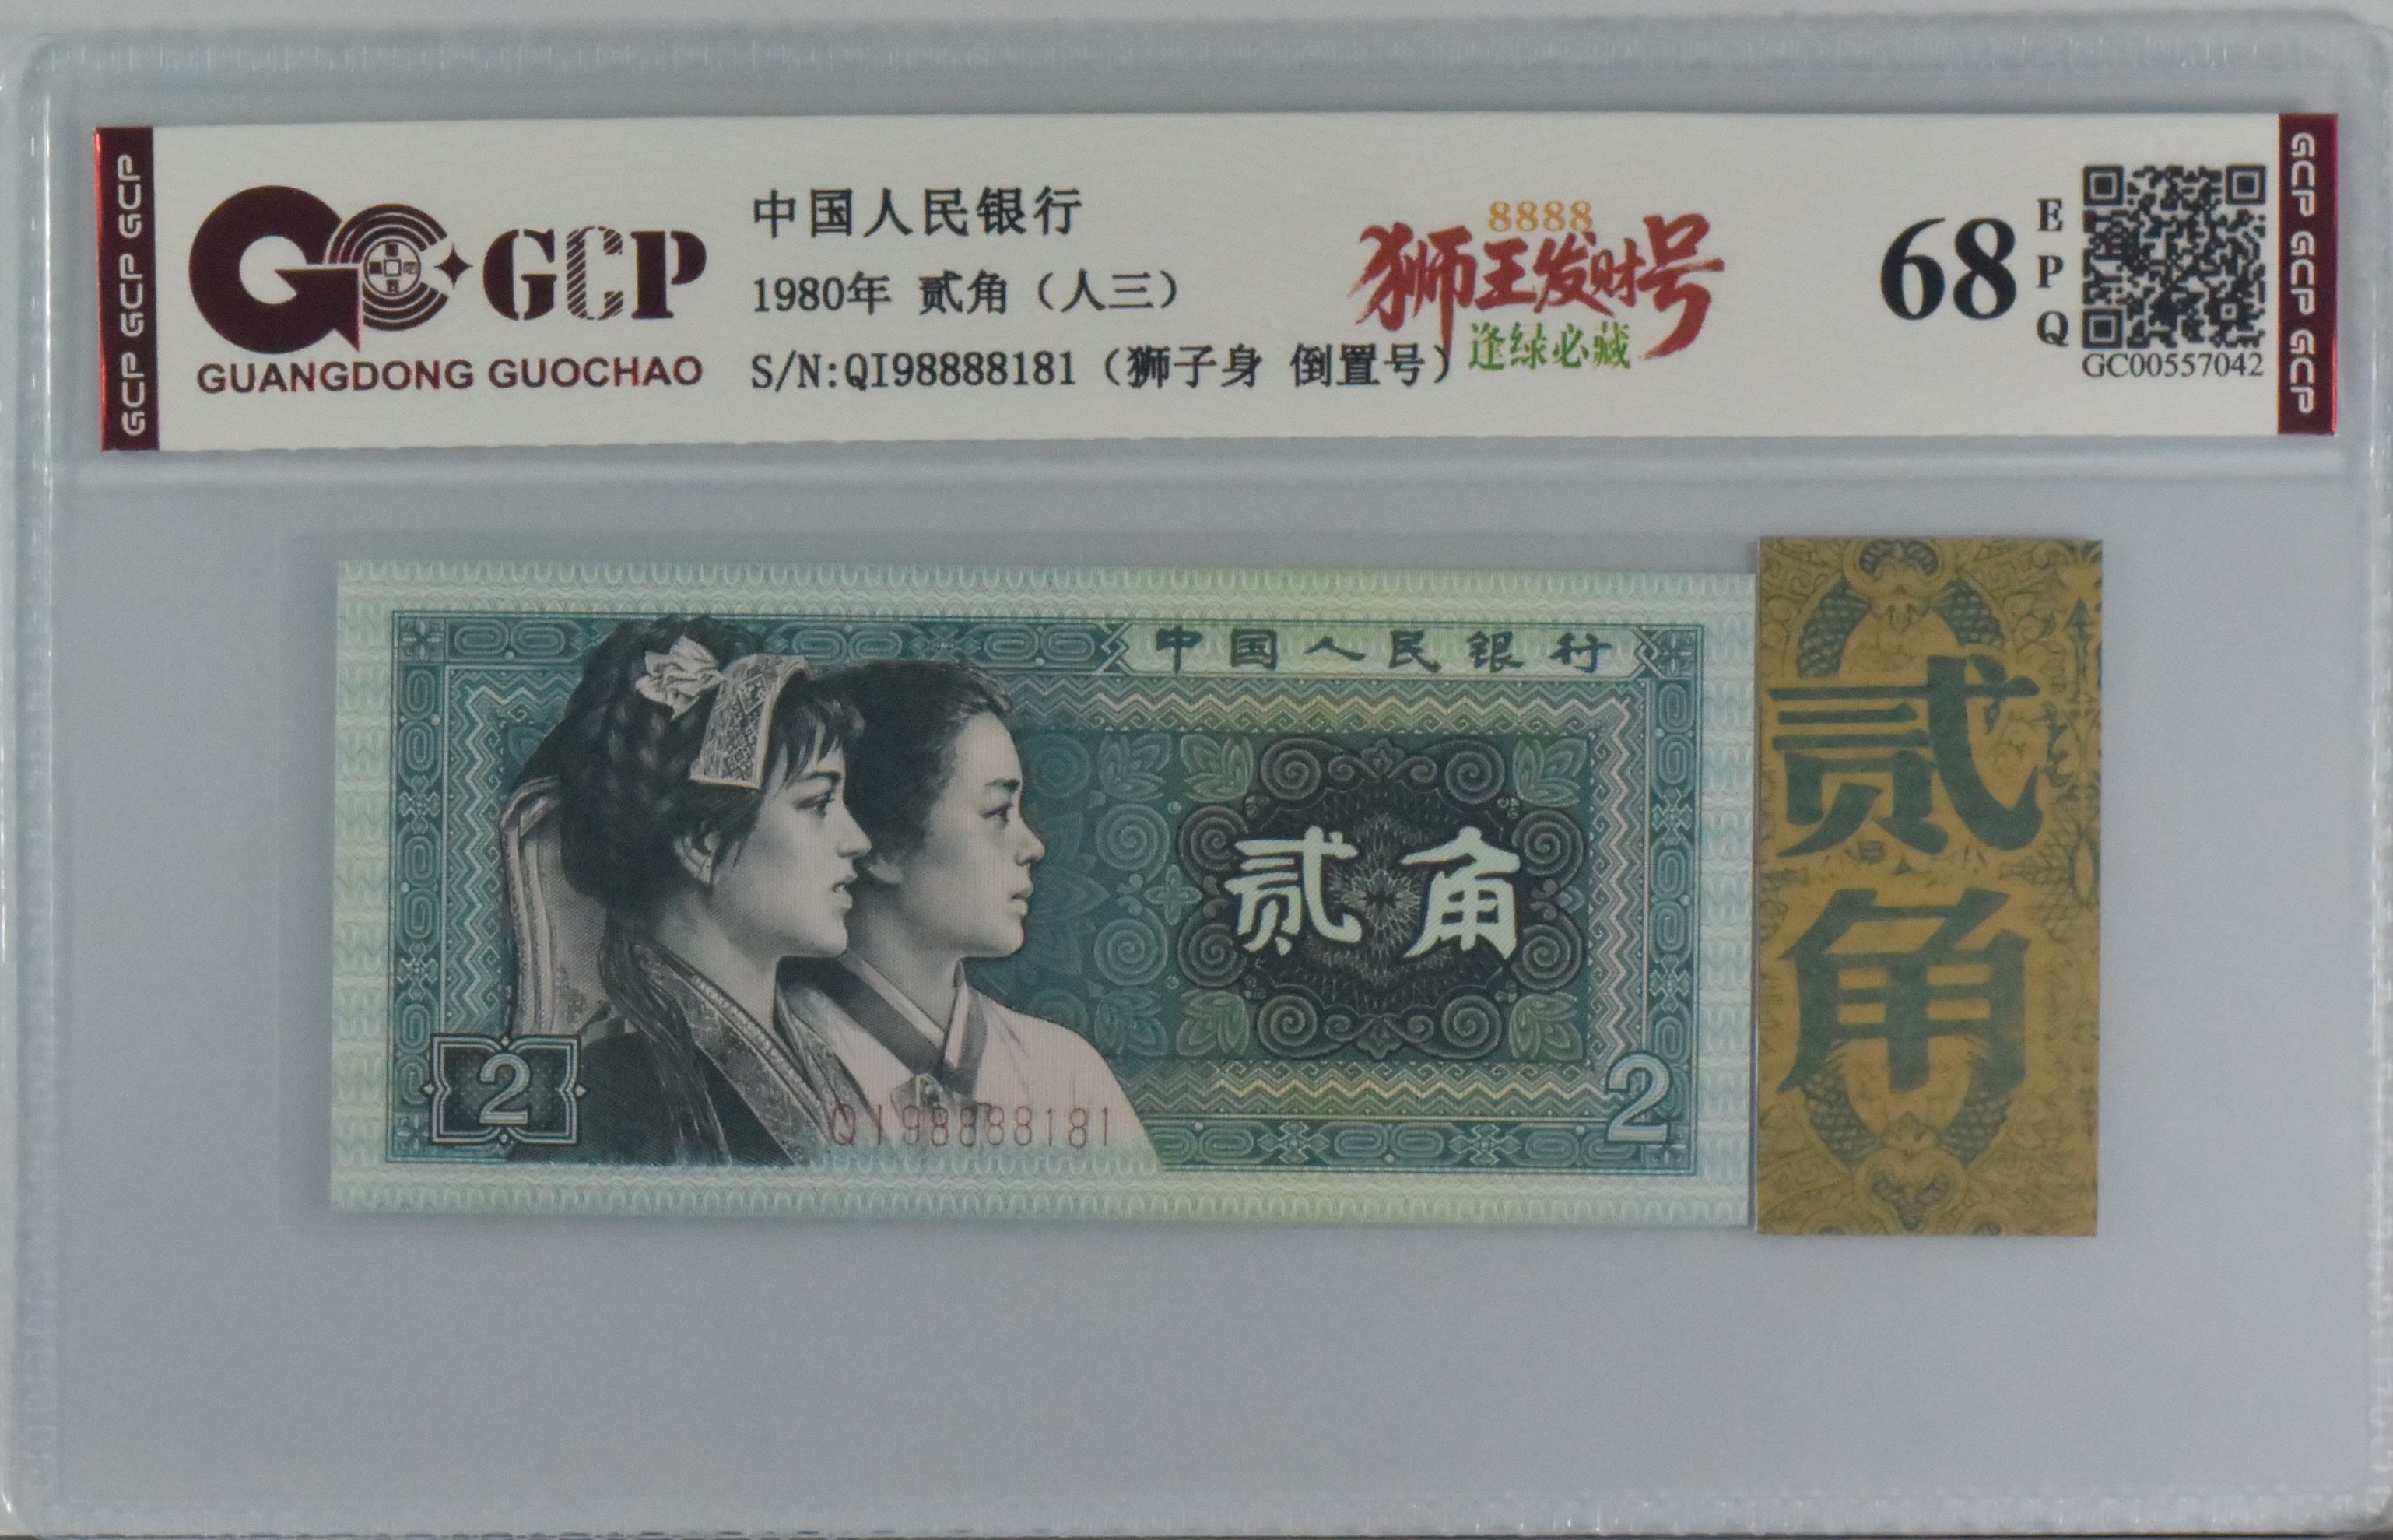 GCP GCP GCP
GCP
GUANGDONG GUOCHAO
中国人民银行
1980年 贰角（人三）
S/N:QI98888181（狮子身 倒置号）
8888
狮王发财号
逢绿必藏
68
EPQ
GC00557042
GCP GCP GCP
中国人民银行
贰角
2
QI98888181
2
贰角